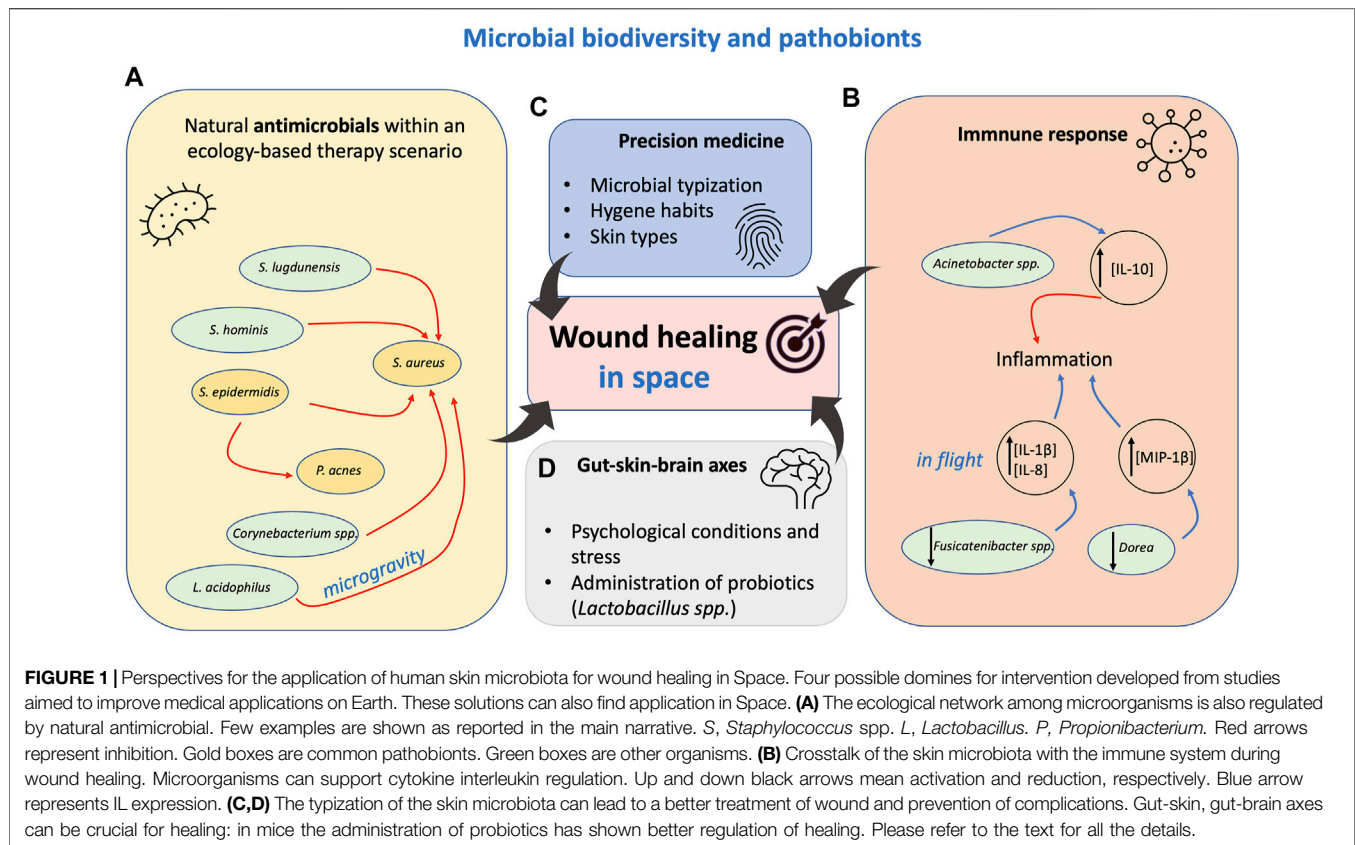 Microbial biodiversity and pathobionts
A
Natural antimicrobials within an
ecology-based therapy scenario
S. lugdunensis
S. hominis
S. aureus
S. epidermidis
P. acnes
Corynebacterium spp.
microgravity
L. acidophilus
C
Precision medicine
• Microbial typization
• Hygene habits
• Skin types
Wound healing
in space
D
Gut-skin-brain axes
• Psychological conditions and
stress
• Administration of probiotics
(Lactobacillus spp.)
B
Immnune response
Acinetobacter spp.
[IL-10]
Inflammation
in flight
[IL-1β]
[IL-8]
[MIP-1β]
Fusicatenibacter spp.
Dorea
FIGURE 1 | Perspectives for the application of human skin microbiota for wound healing in Space. Four possible domines for intervention developed from studies
aimed to improve medical applications on Earth. These solutions can also find application in Space. (A) The ecological network among microorganisms is also regulated
by natural antimicrobial. Few examples are shown as reported in the main narrative. S, Staphylococcus spp. L, Lactobacillus. P, Propionibacterium. Red arrows
represent inhibition. Gold boxes are common pathobionts. Green boxes are other organisms. (B) Crosstalk of the skin microbiota with the immune system during
wound healing. Microorganisms can support cytokine interleukin regulation. Up and down black arrows mean activation and reduction, respectively. Blue arrow
represents IL expression. (C,D) The typization of the skin microbiota can lead to a better treatment of wound and prevention of complications. Gut-skin, gut-brain axes
can be crucial for healing: in mice the administration of probiotics has shown better regulation of healing. Please refer to the text for all the details.